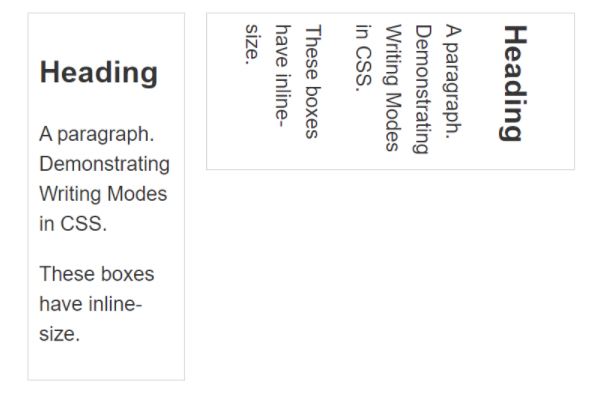 Heading
A paragraph.
Demonstrating
Writing Modes
in CSS.
These boxes
have inline-
size.
Heading
A paragraph.
Demonstrating
Writing Modes
in CSS.
These boxes
have inline-
size.